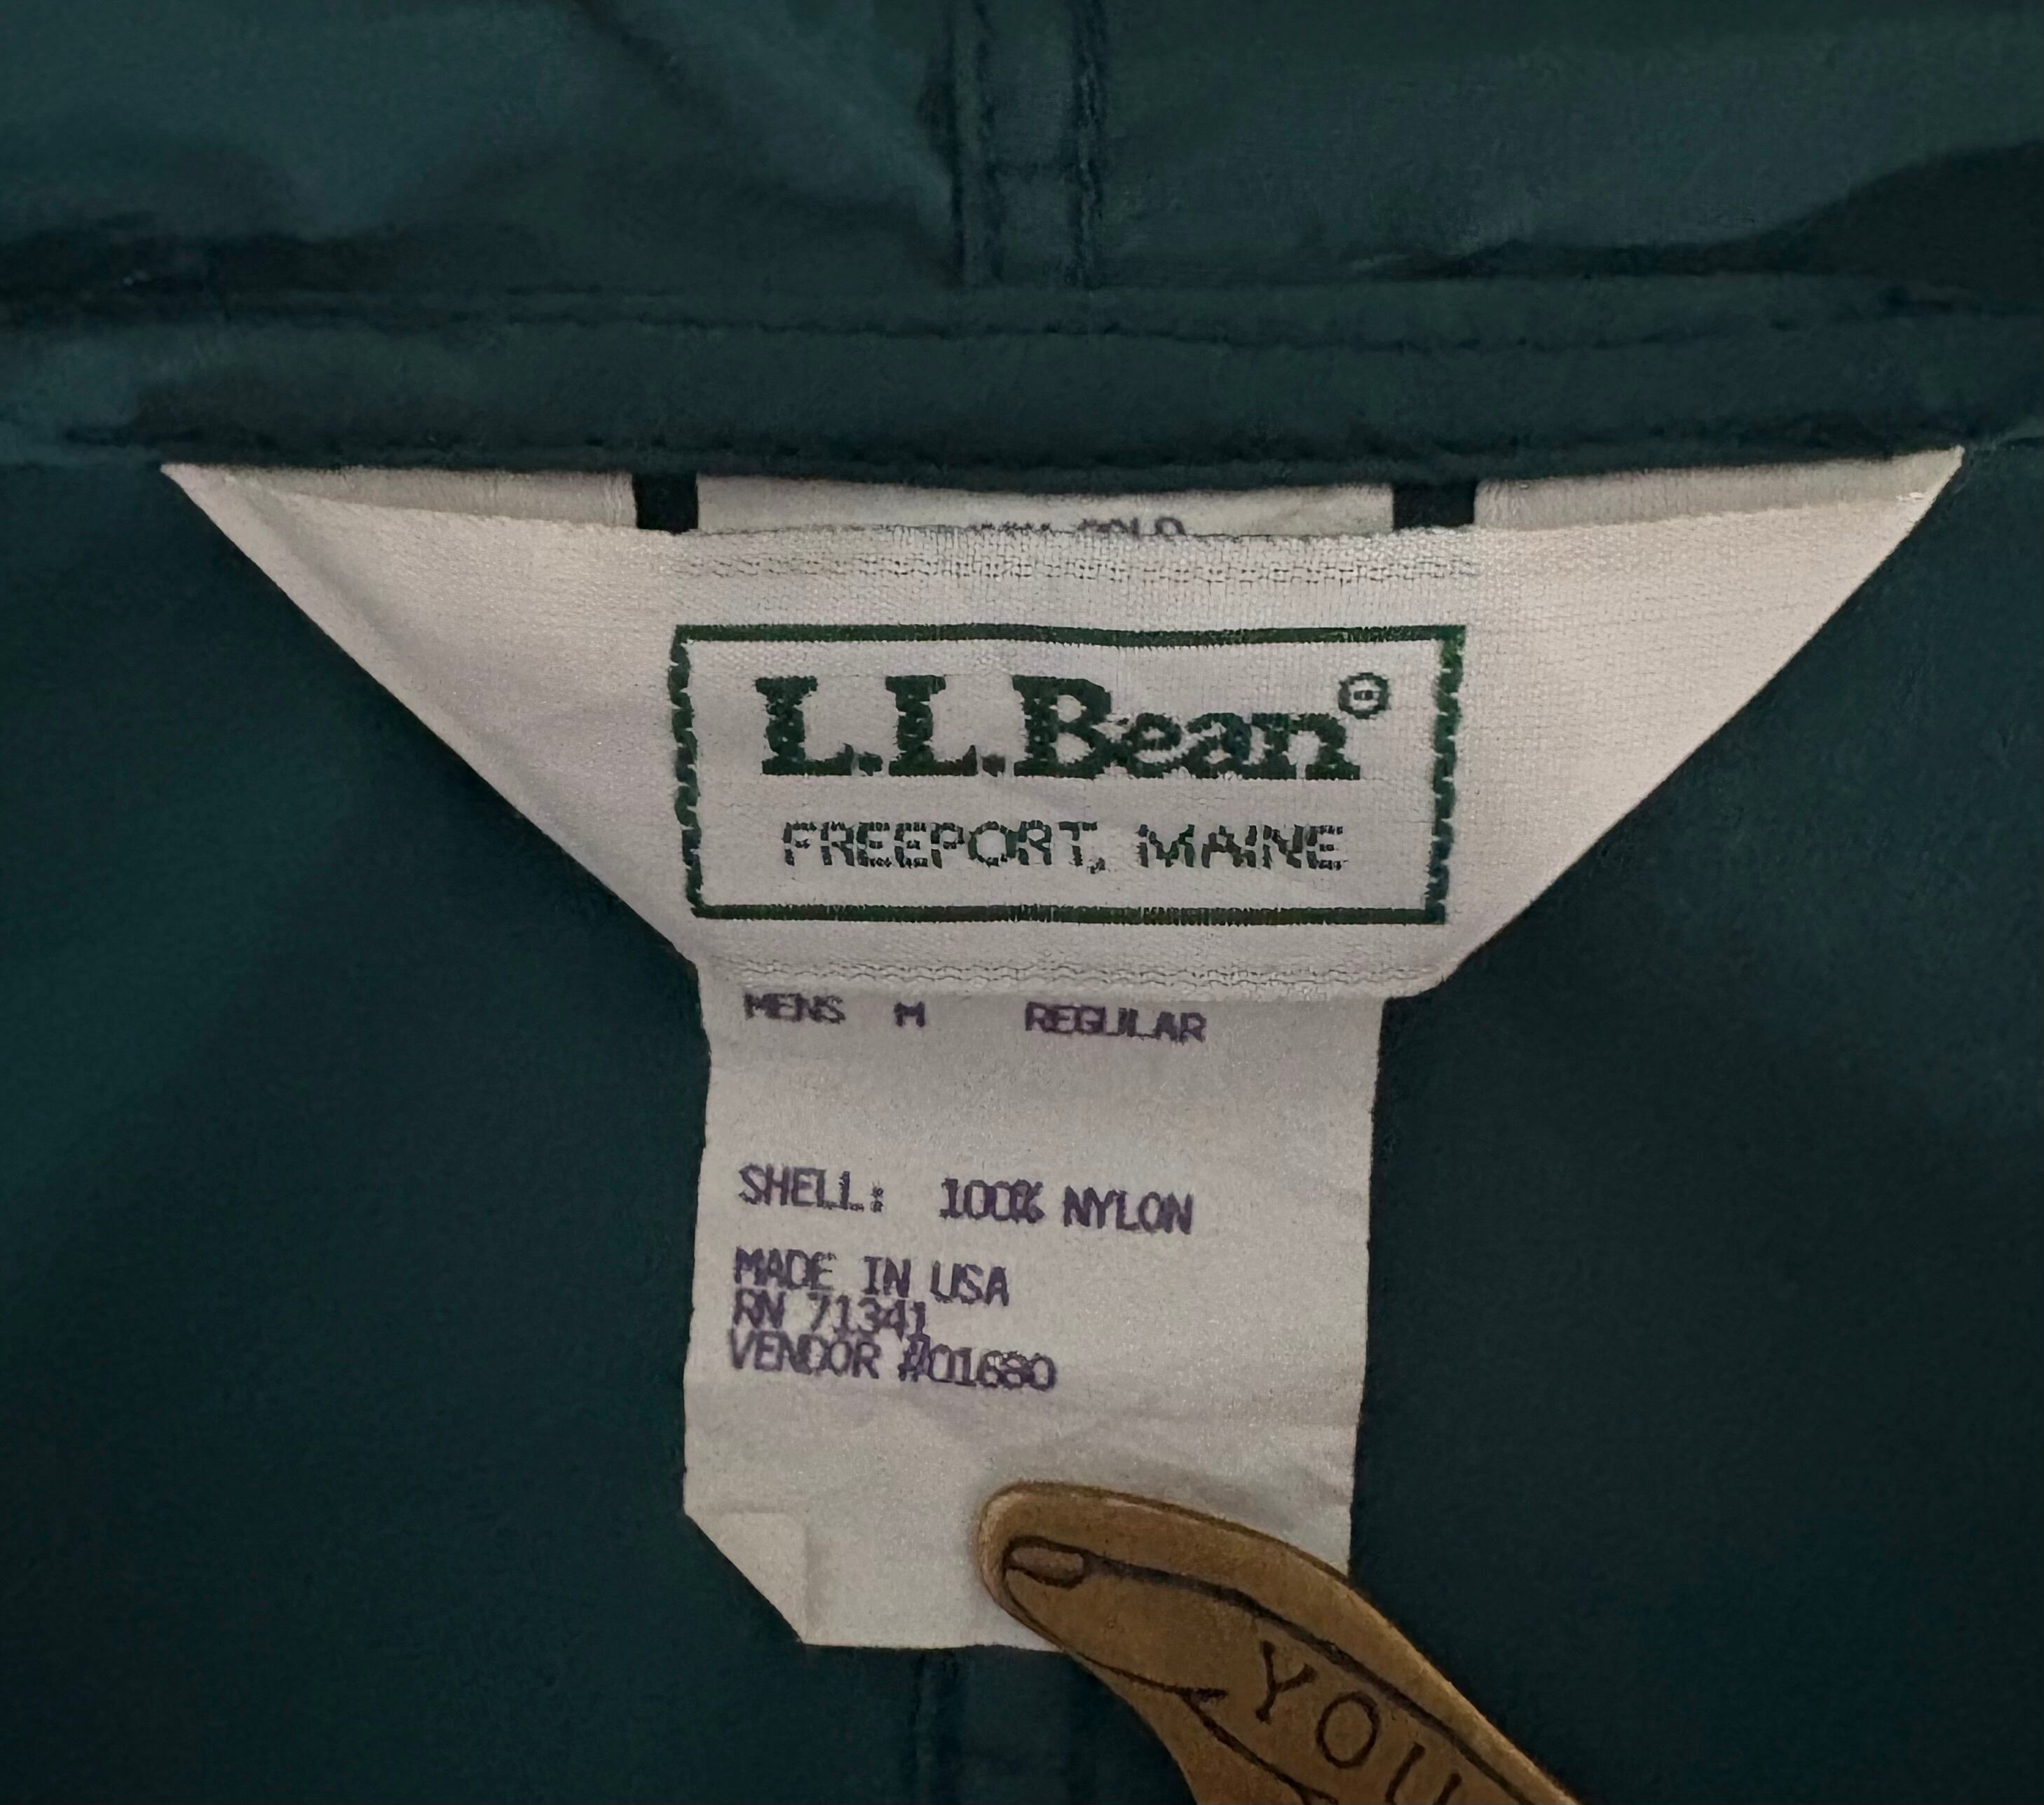 L.L.Bean®
FREEPORT, MAINE
MENS M REGULAR
SHELL: 100% NYLON
MADE IN USA
RN 71341
VENDOR #01680
YOU